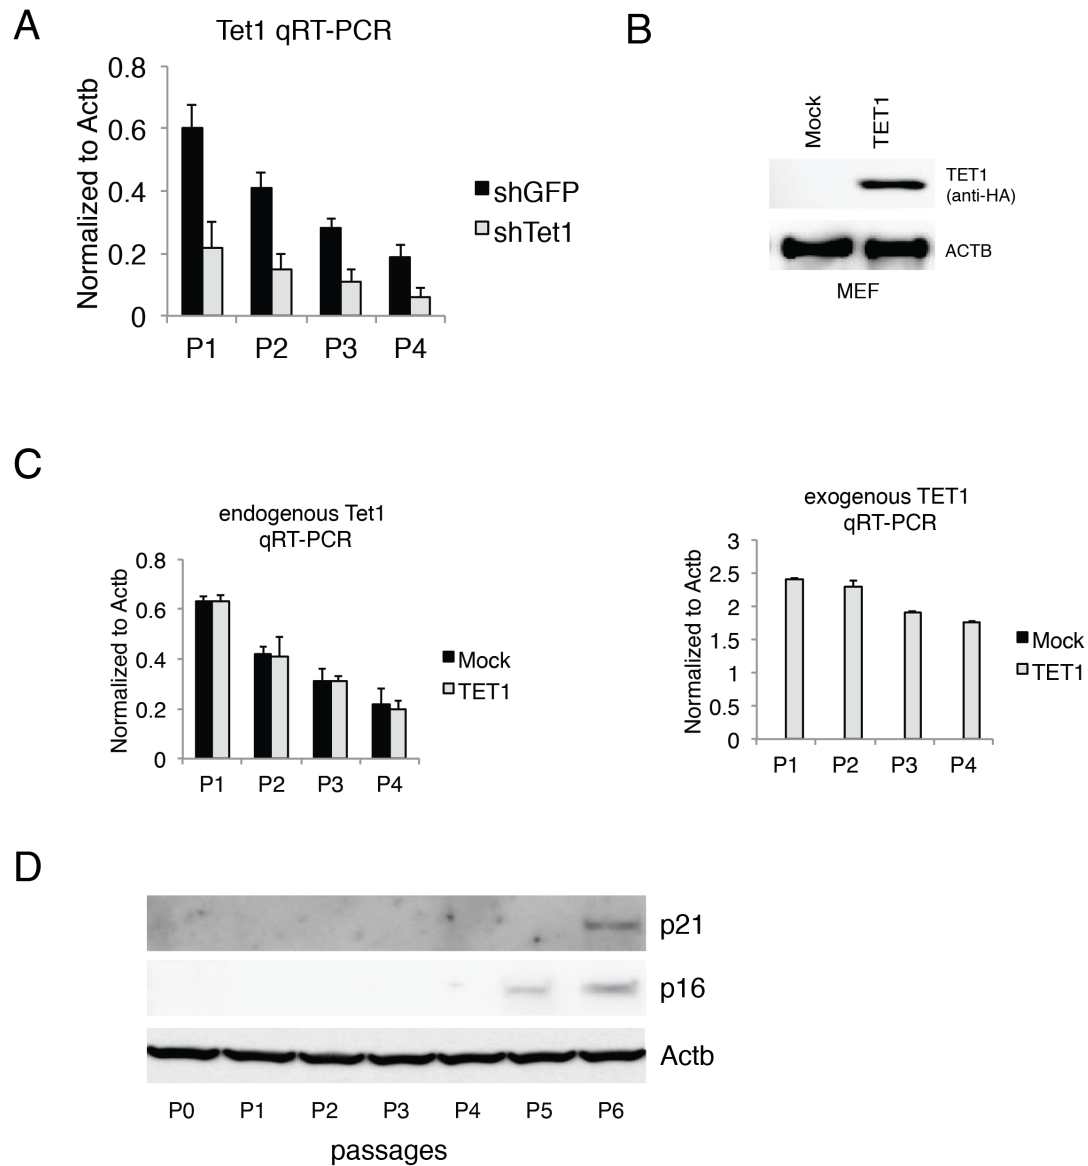 A
Tet1 qRT-PCR
Normalized to Actb
0.8
0.6
0.4
0.2
0
P1 P2 P3 P4
shGFP
shTet1
B
Mock
TET1
TET1
(anti-HA)
ACTB
MEF
C
endogenous Tet1
qRT-PCR
Normalized to Actb
0.8
0.6
0.4
0.2
0
P1 P2 P3 P4
Mock
TET1
exogenous TET1
qRT-PCR
Normalized to Actb
3
2.5
2
1.5
1
0.5
0
P1 P2 P3 P4
Mock
TET1
D
p21
p16
Actb
P0 P1 P2 P3 P4 P5 P6
passages